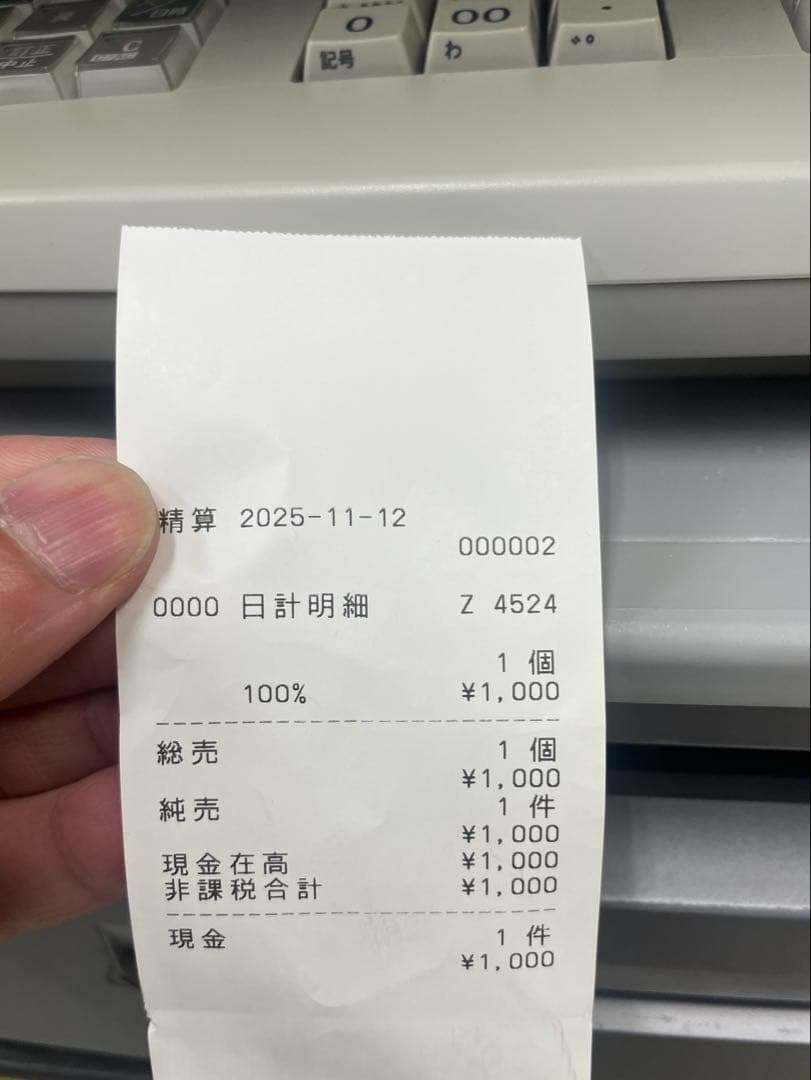 C
0
記号
00
わ
精算 2025-11-12
000002
0000 日計明細 Z 4524
1 個
100% ¥1,000
総売 1 個
¥1,000
純売 1 件
¥1,000
現金在高 ¥1,000
非課税合計 ¥1,000
現金 1 件
¥1,000